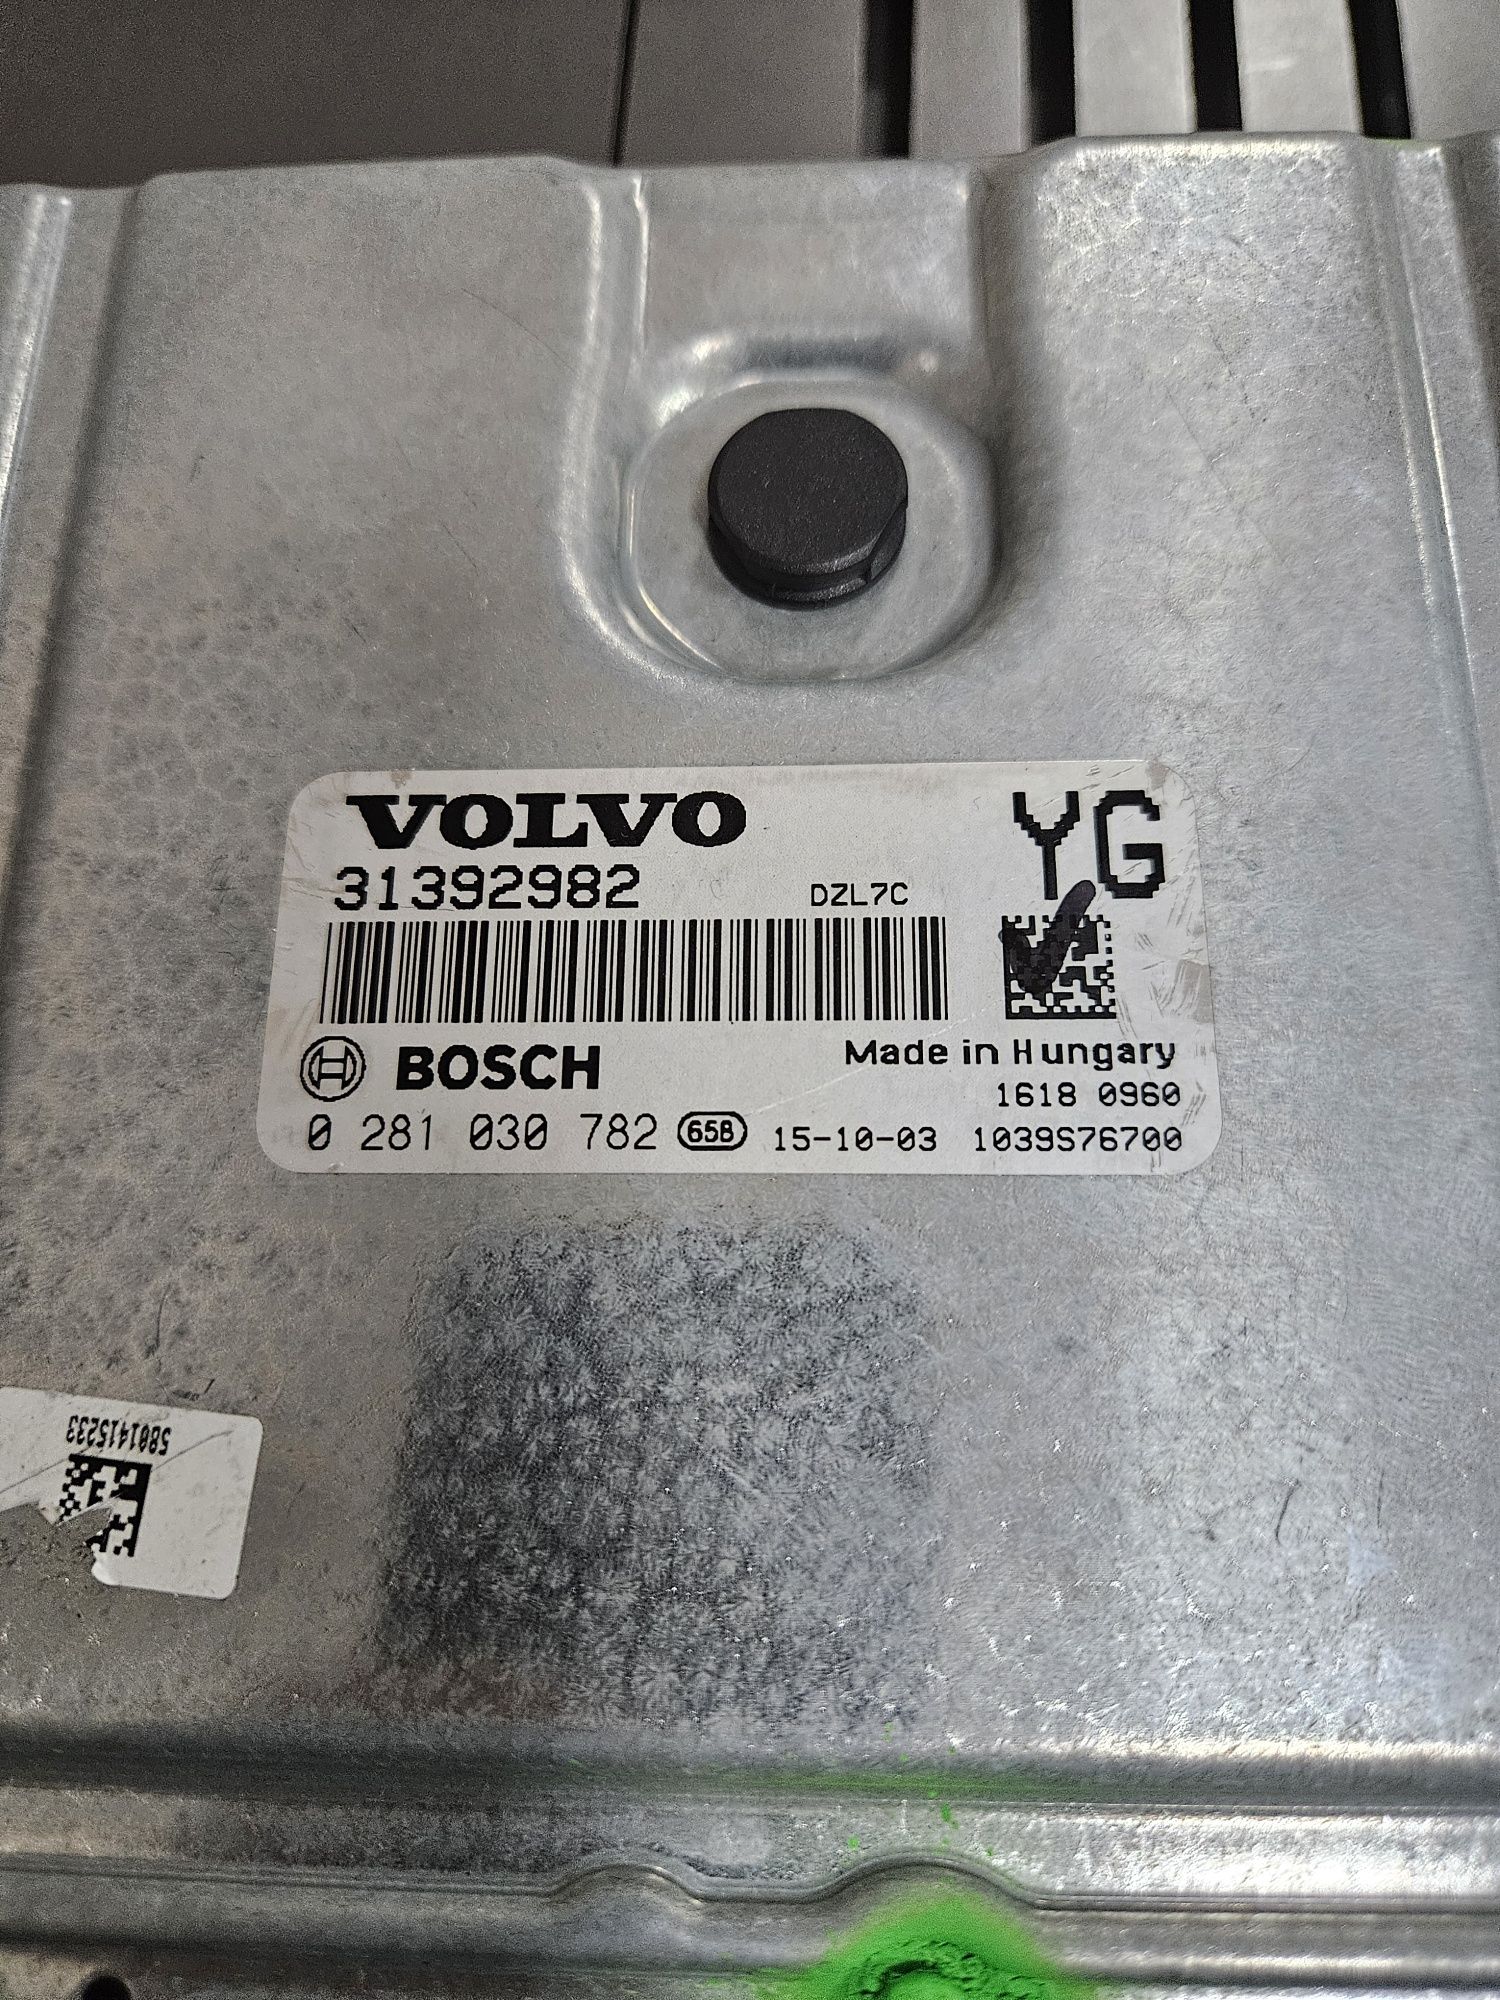 VOLVO
YG
31392982
DZL7C
BOSCH
Made in Hungary
1618 0960
0 281 030 782 65B 15-10-03 1039S76700
5801415233